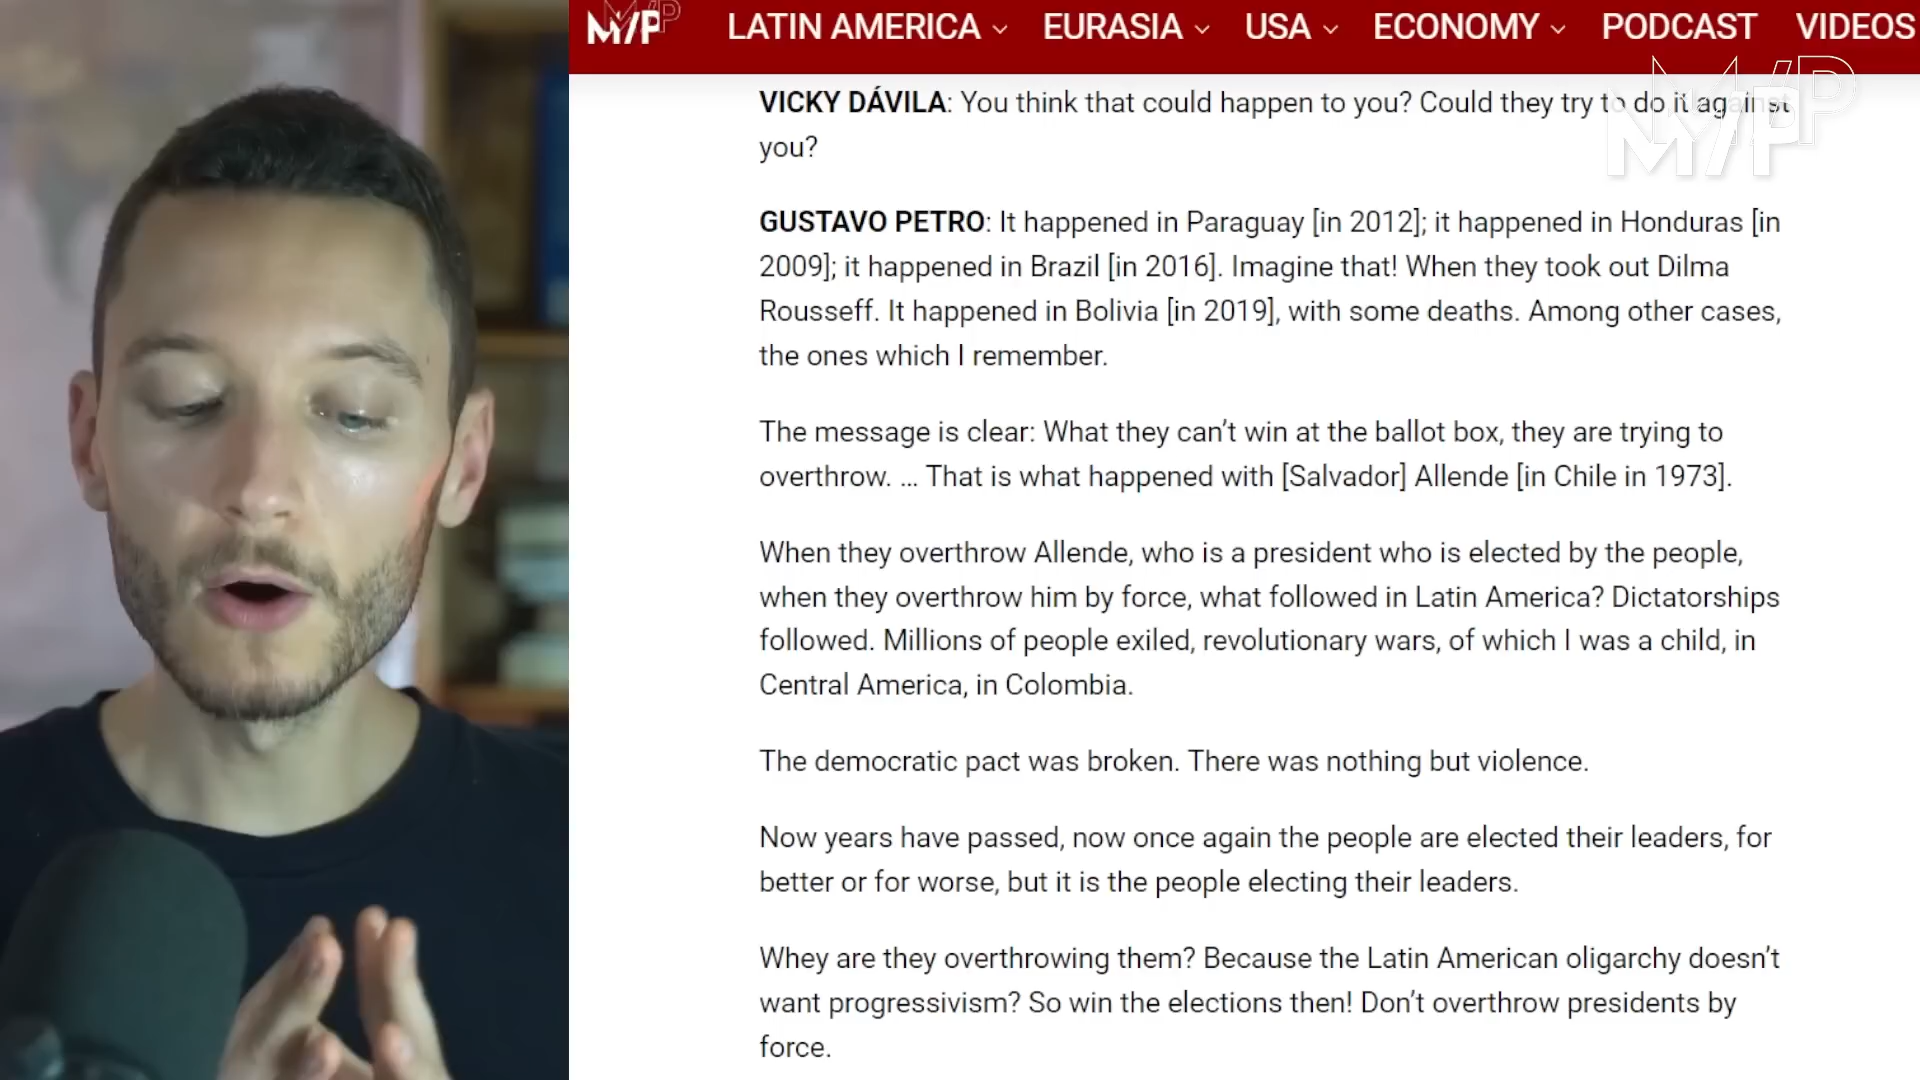 M/P LATIN AMERICA EURASIA USA ECONOMY PODCAST VIDEOS
M/P
VICKY DÁVILA: You think that could happen to you? Could they try to do it against
you?
GUSTAVO PETRO: It happened in Paraguay [in 2012]; it happened in Honduras [in
2009]; it happened in Brazil [in 2016]. Imagine that! When they took out Dilma
Rousseff. It happened in Bolivia [in 2019], with some deaths. Among other cases,
the ones which I remember.
The message is clear: What they can’t win at the ballot box, they are trying to
overthrow. … That is what happened with [Salvador] Allende [in Chile in 1973].
When they overthrow Allende, who is a president who is elected by the people,
when they overthrow him by force, what followed in Latin America? Dictatorships
followed. Millions of people exiled, revolutionary wars, of which I was a child, in
Central America, in Colombia.
The democratic pact was broken. There was nothing but violence.
Now years have passed, now once again the people are elected their leaders, for
better or for worse, but it is the people electing their leaders.
Whey are they overthrowing them? Because the Latin American oligarchy doesn’t
want progressivism? So win the elections then! Don’t overthrow presidents by
force.